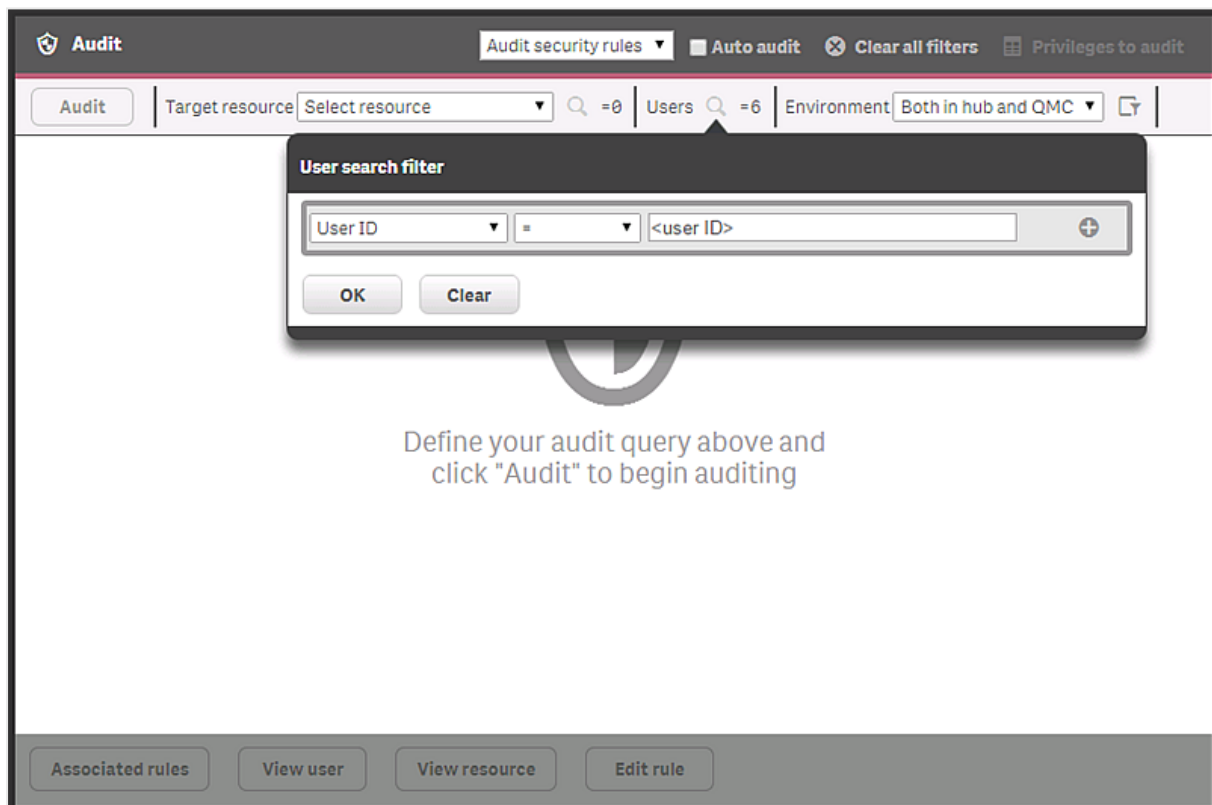 Audit Audit security rules Auto audit Clear all filters Privileges to audit
Audit Target resource Select resource =0 Users =6 Environment Both in hub and QMC
User search filter
User ID = <user ID>
OK Clear
Define your audit query above and
click "Audit" to begin auditing
Associated rules View user View resource Edit rule